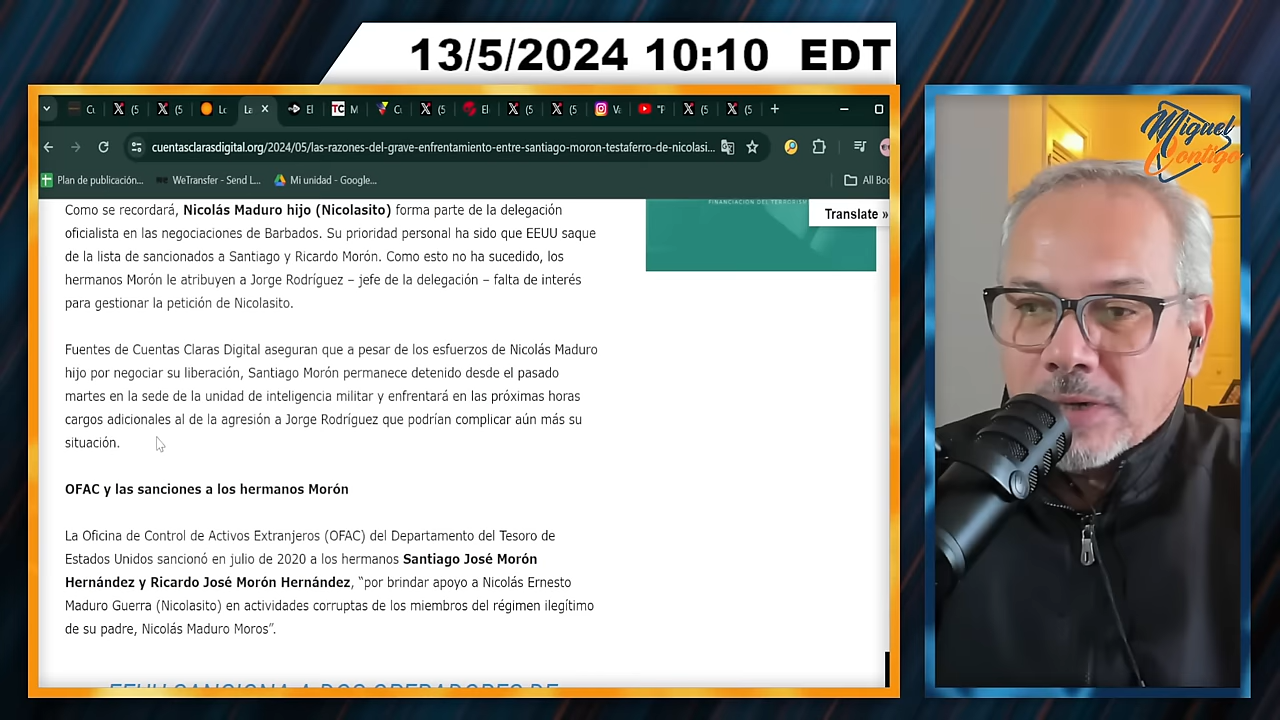 13/5/2024 10:10 EDT
Miguel
Contigo
cuentasclarasdigital.org/2024/05/las-razones-del-grave-enfrentamiento-entre-santiago-moron-testaferro-de-nicolasi...
Plan de publicación... WeTransfer - Send L... Mi unidad - Google... All Boo
FINANCIACIÓN DEL TERRORISM
Translate »
Como se recordará, Nicolás Maduro hijo (Nicolasito) forma parte de la delegación
oficialista en las negociaciones de Barbados. Su prioridad personal ha sido que EEUU saque
de la lista de sancionados a Santiago y Ricardo Morón. Como esto no ha sucedido, los
hermanos Morón le atribuyen a Jorge Rodríguez – jefe de la delegación – falta de interés
para gestionar la petición de Nicolasito.
Fuentes de Cuentas Claras Digital aseguran que a pesar de los esfuerzos de Nicolás Maduro
hijo por negociar su liberación, Santiago Morón permanece detenido desde el pasado
martes en la sede de la unidad de inteligencia militar y enfrentará en las próximas horas
cargos adicionales al de la agresión a Jorge Rodríguez que podrían complicar aún más su
situación.
OFAC y las sanciones a los hermanos Morón
La Oficina de Control de Activos Extranjeros (OFAC) del Departamento del Tesoro de
Estados Unidos sancionó en julio de 2020 a los hermanos Santiago José Morón
Hernández y Ricardo José Morón Hernández, “por brindar apoyo a Nicolás Ernesto
Maduro Guerra (Nicolasito) en actividades corruptas de los miembros del régimen ilegítimo
de su padre, Nicolás Maduro Moros”.
EEUU SANCIONA A DOS OPERADORES DE